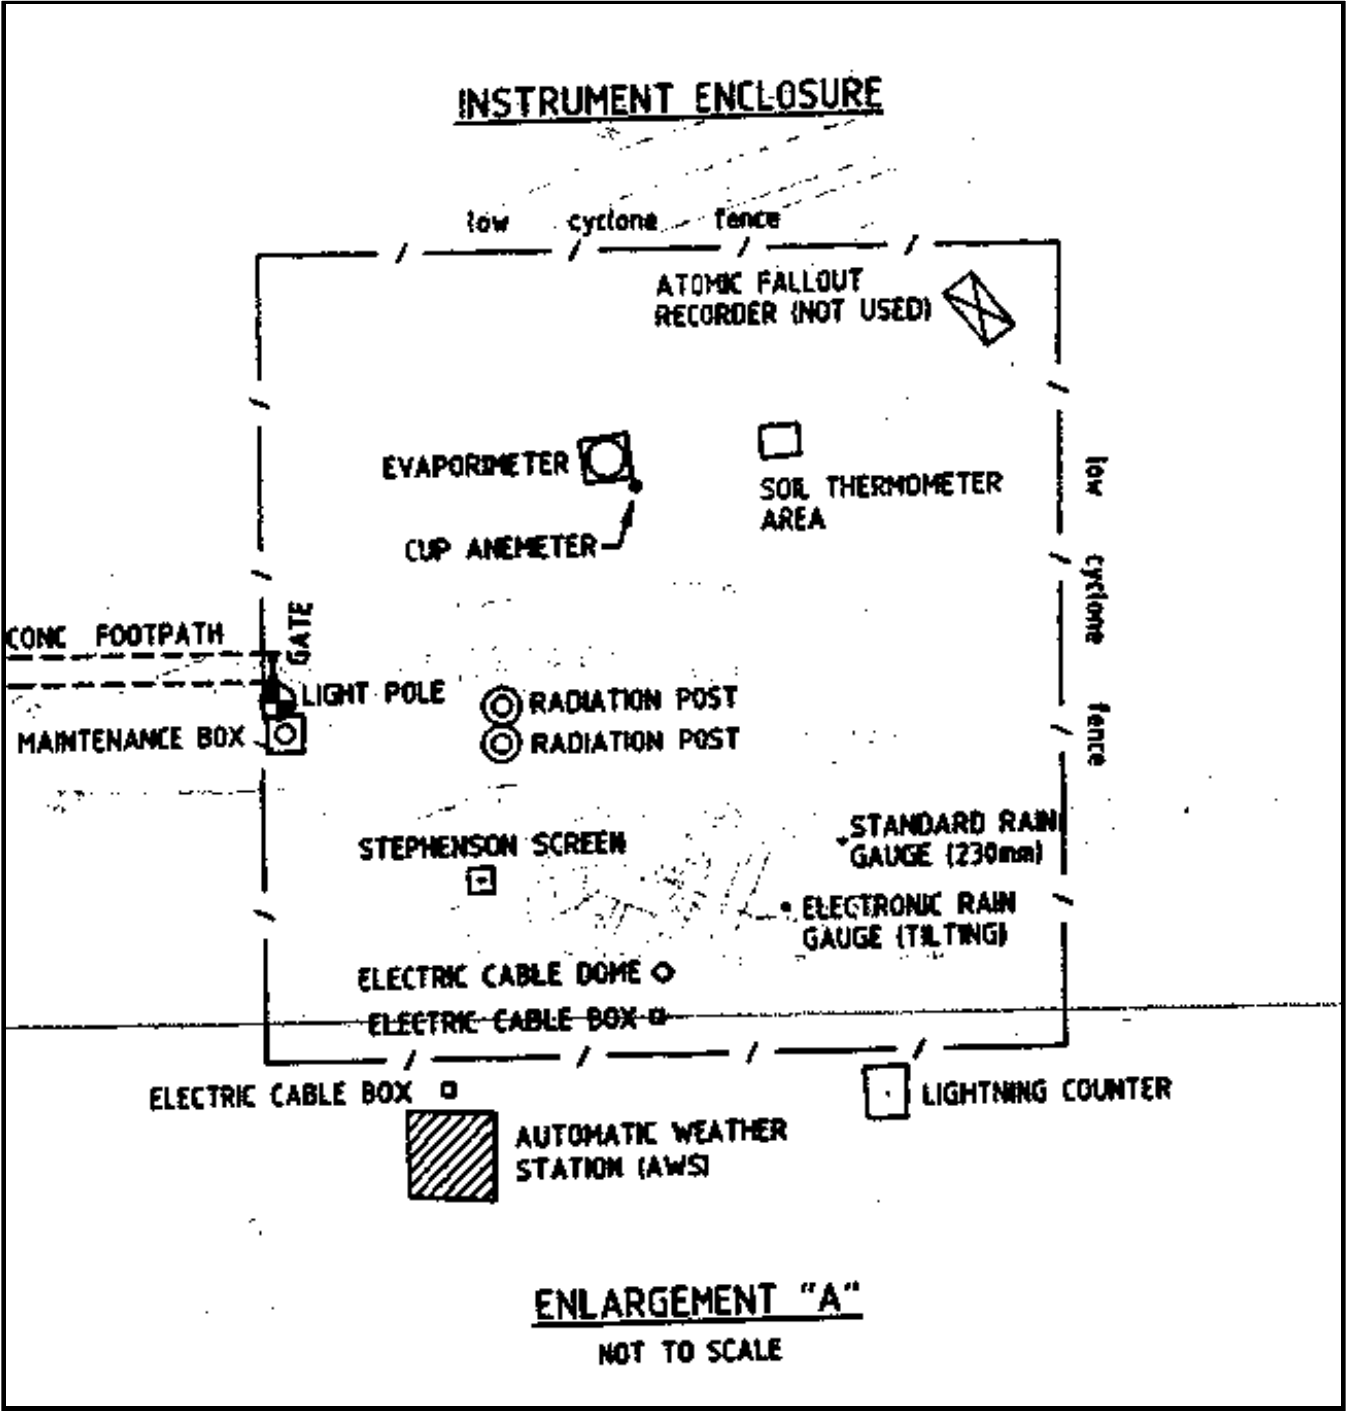 INSTRUMENT ENCLOSURE
low cyclone fence
ATOMIC FALLOUT
RECORDER (NOT USED)
EVAPORIMETER
SOIL THERMOMETER
AREA
CUP ANEMETER
low cyclone fence
CONC FOOTPATH
GATE
LIGHT POLE
MAINTENANCE BOX
RADIATION POST
RADIATION POST
STEPHENSON SCREEN
STANDARD RAIN
GAUGE (230mm)
ELECTRONIC RAIN
GAUGE (TILTING)
ELECTRIC CABLE DOME
ELECTRIC CABLE BOX
ELECTRIC CABLE BOX
LIGHTNING COUNTER
AUTOMATIC WEATHER
STATION (AWS)
ENLARGEMENT "A"
NOT TO SCALE